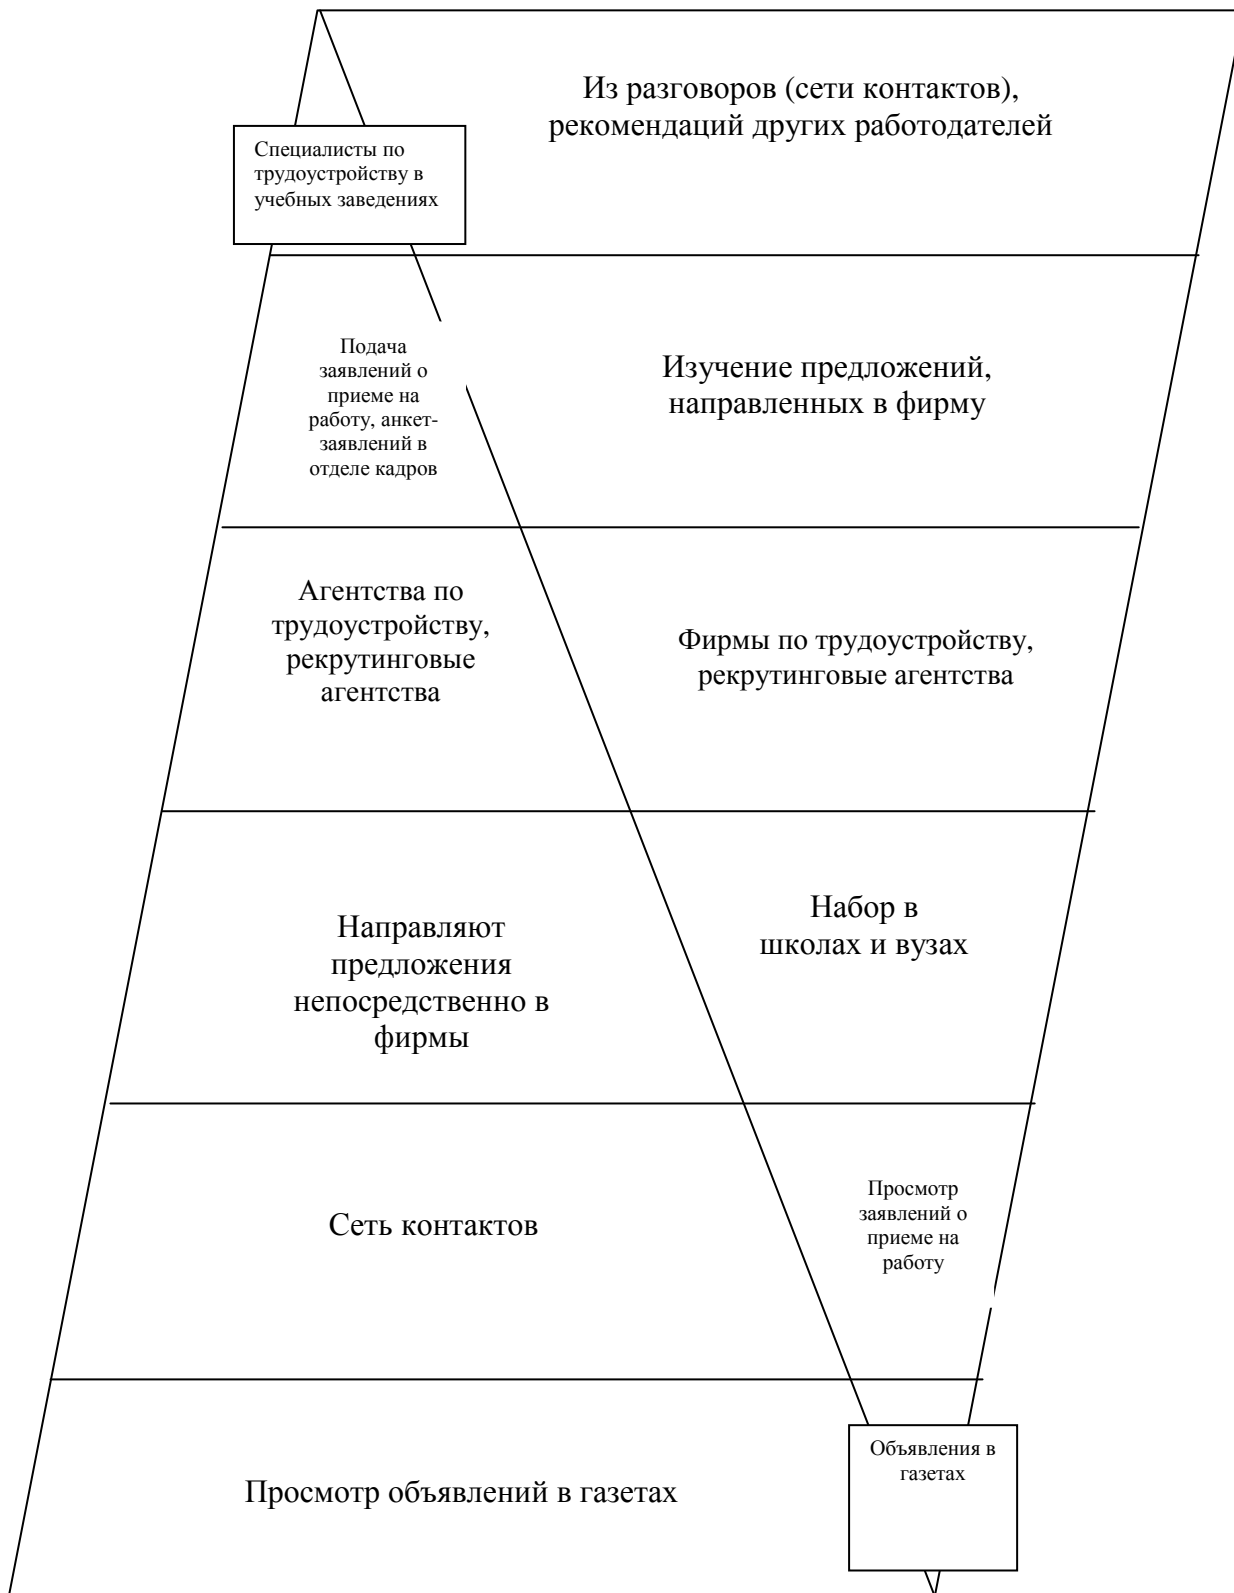 Из разговоров (сети контактов),
рекомендаций других работодателей
Специалисты по
трудоустройству в
учебных заведениях
Подача
заявлений о
приеме на
работу, анкет-
заявлений в
отделе кадров
Изучение предложений,
направленных в фирму
Агентства по
трудоустройству,
рекрутинговые
агентства
Фирмы по трудоустройству,
рекрутинговые агентства
Направляют
предложения
непосредственно в
фирмы
Набор в
школах и вузах
Сеть контактов
Просмотр
заявлений о
приеме на
работу
Просмотр объявлений в газетах
Объявления в
газетах